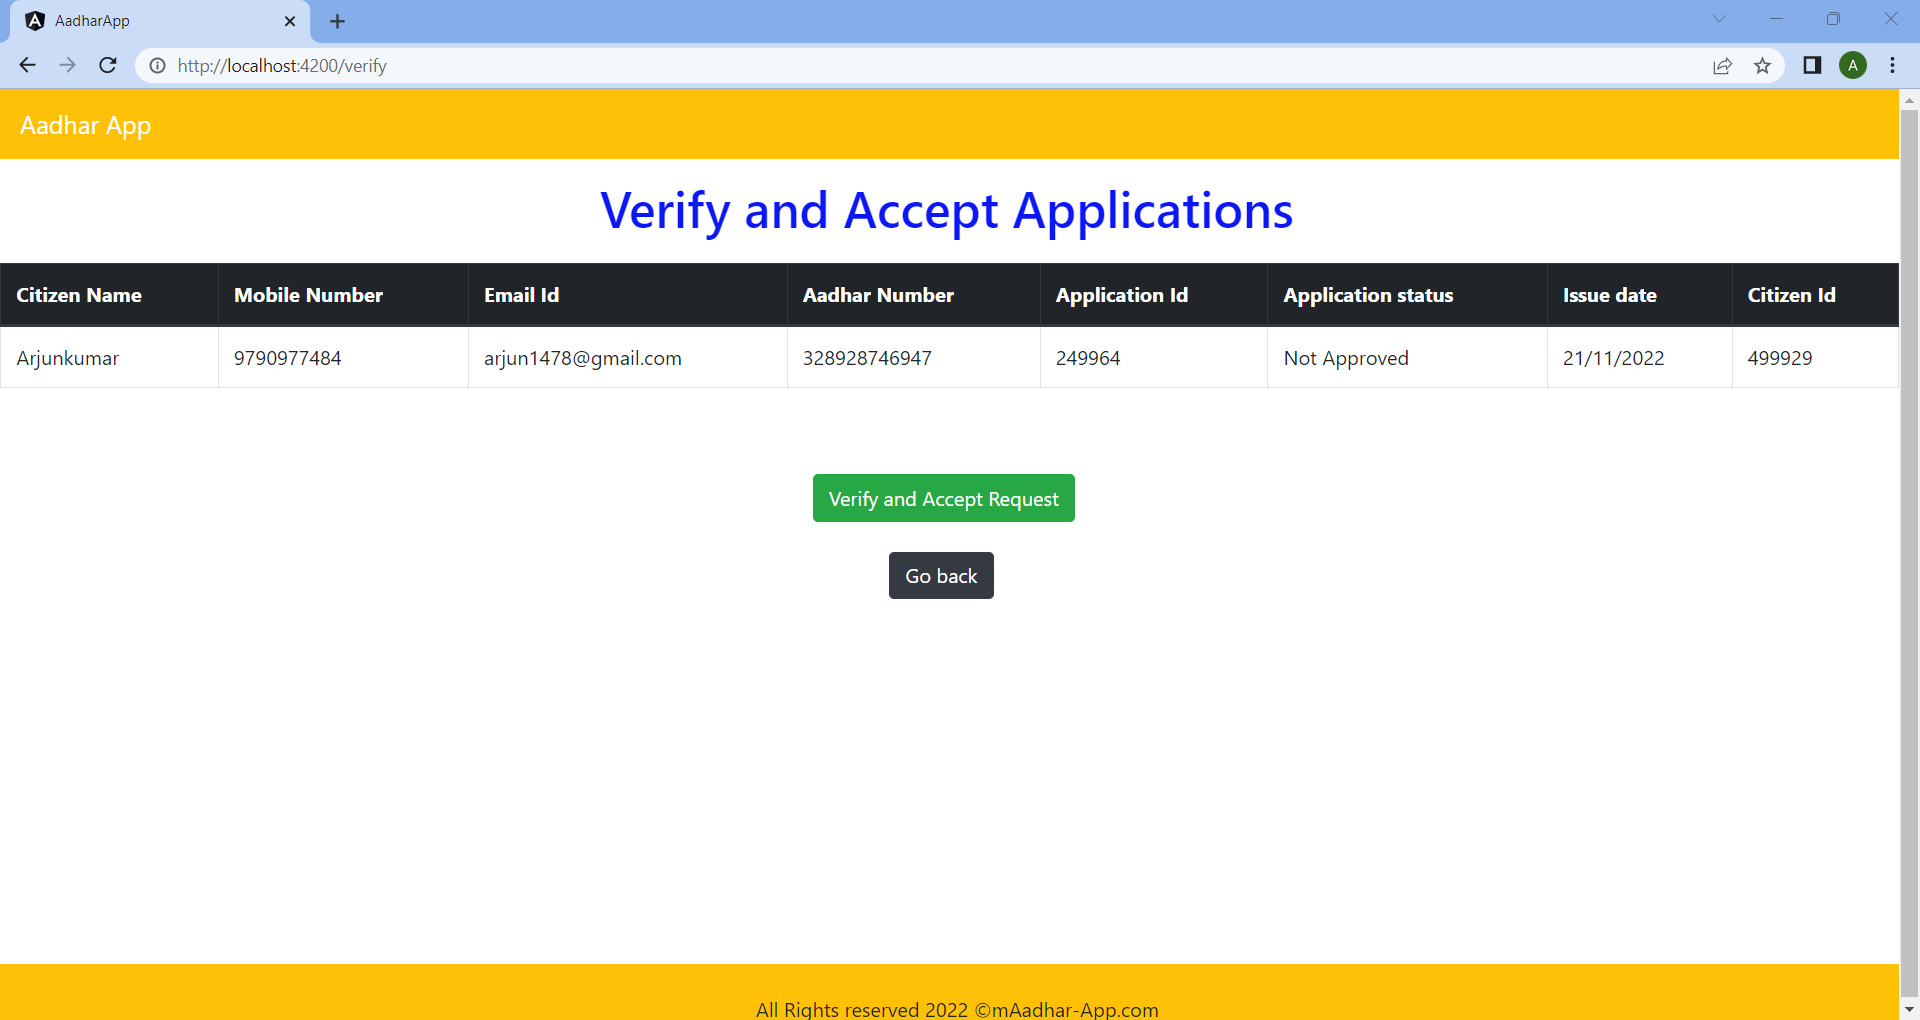 AadharApp
http://localhost:4200/verify
A
Aadhar App
Verify and Accept Applications
Citizen Name Mobile Number Email Id Aadhar Number Application Id Application status Issue date Citizen Id
Arjunkumar 9790977484 arjun1478@gmail.com 328928746947 249964 Not Approved 21/11/2022 499929
Verify and Accept Request
Go back
All Rights reserved 2022 ©mAadhar-App.com